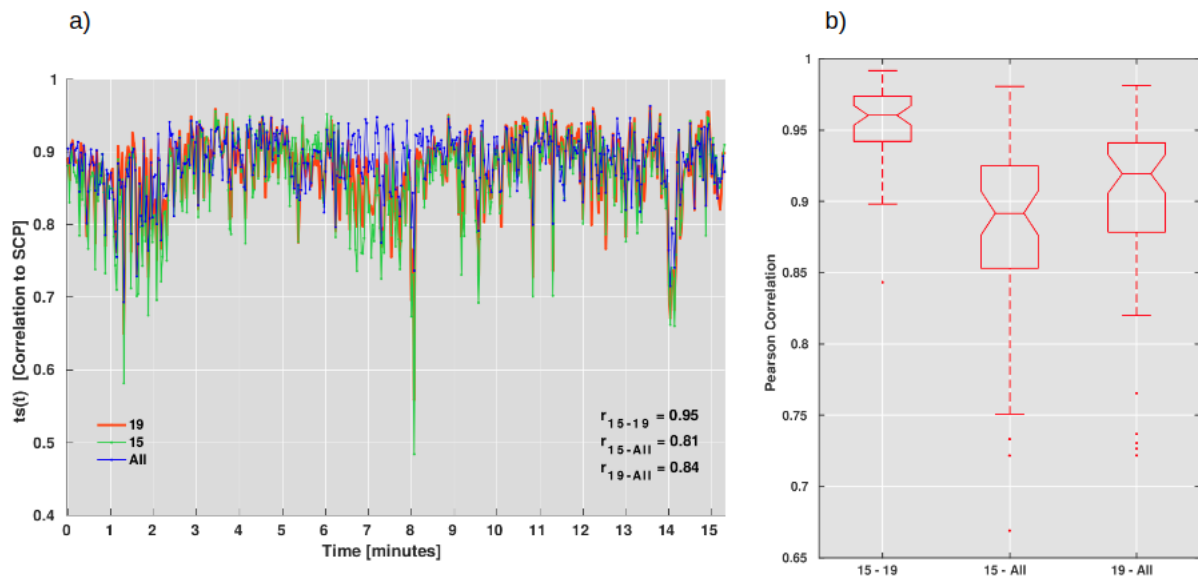 a)
ts(t) [Correlation to SCP]
1
0.9
0.8
0.7
0.6
0.5
0.4
19
15
All
r15-19 = 0.95
r15-All = 0.81
r19-All = 0.84
0 1 2 3 4 5 6 7 8 9 10 11 12 13 14 15
Time [minutes]
b)
Pearson Correlation
1
0.95
0.9
0.85
0.8
0.75
0.7
0.65
15 - 19 15 - All 19 - All